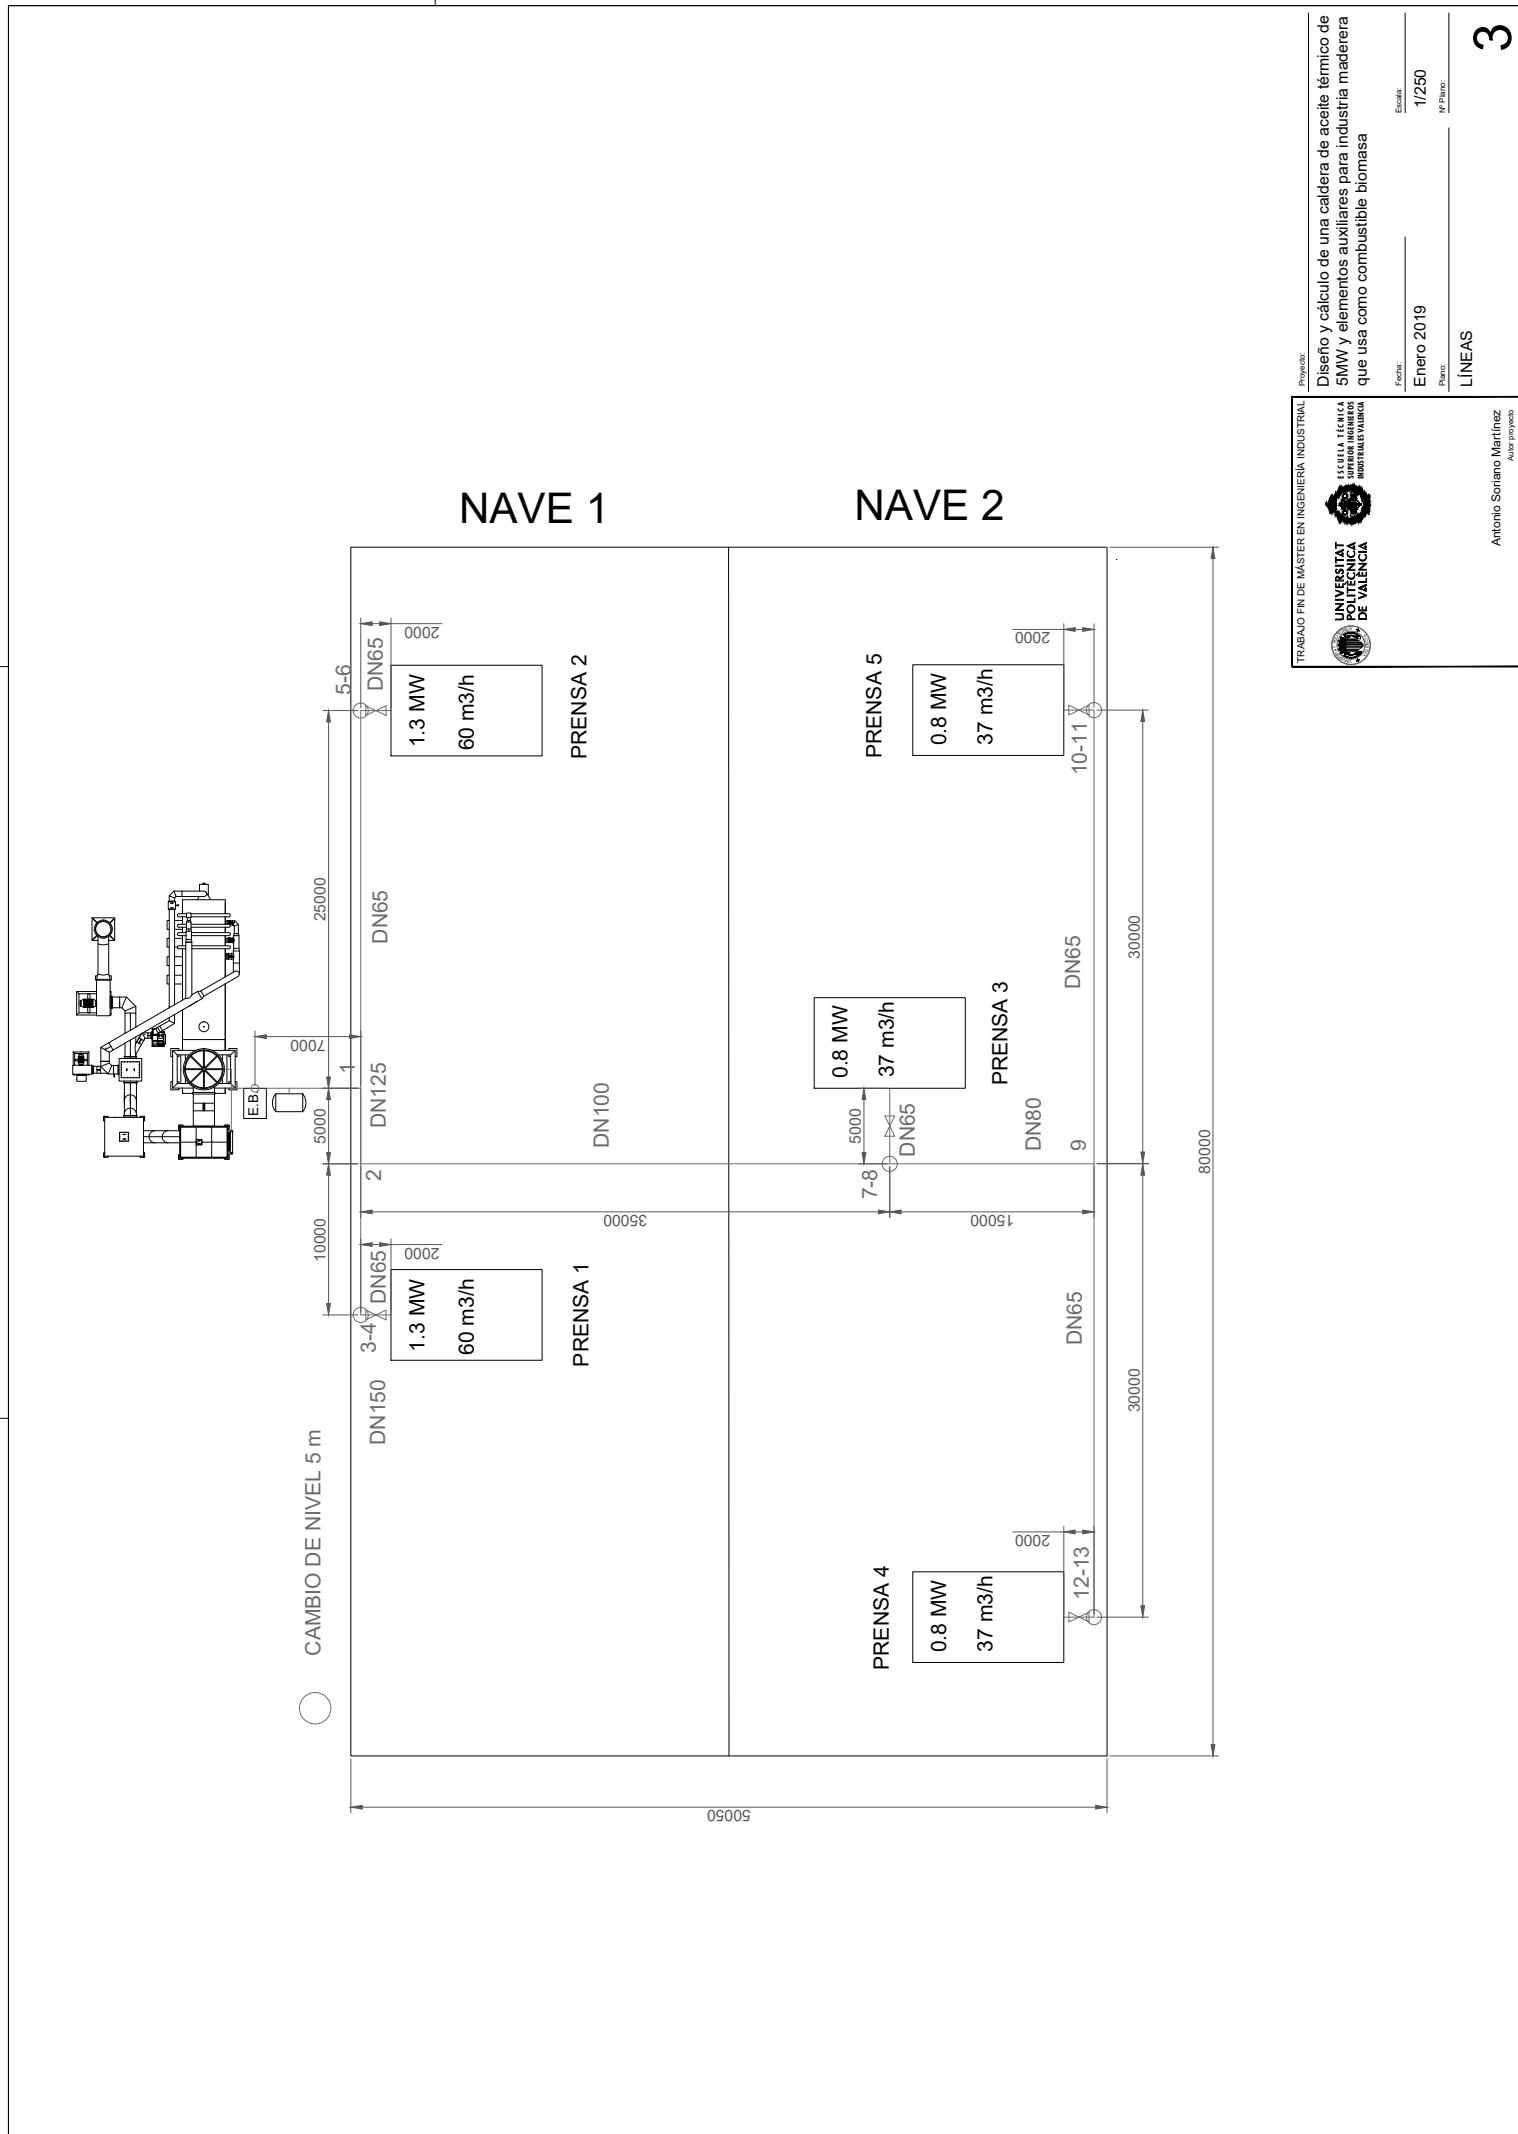 CAMBIO DE NIVEL 5 m
10000
5000
25000
7000
E.B.
1
2
3-4
5-6
DN150
DN65
DN125
DN65
DN65
2000
2000
1.3 MW
60 m3/h
PRENSA 1
1.3 MW
60 m3/h
PRENSA 2
NAVE 1
DN100
35000
15000
7-8
5000
DN65
0.8 MW
37 m3/h
PRENSA 3
NAVE 2
DN80
9
PRENSA 4
0.8 MW
37 m3/h
2000
12-13
DN65
PRENSA 5
0.8 MW
37 m3/h
2000
10-11
DN65
30000
30000
80000
50050
TRABAJO FIN DE MÁSTER EN INGENIERÍA INDUSTRIAL
UNIVERSITAT
POLITÈCNICA
DE VALÈNCIA
ESCUELA TÉCNICA
SUPERIOR INGENIEROS
INDUSTRIALES VALENCIA
Antonio Soriano Martínez
Autor proyecto
Proyecto:
Diseño y cálculo de una caldera de aceite térmico de
5MW y elementos auxiliares para industria maderera
que usa como combustible biomasa
Fecha:
Enero 2019
Escala:
1/250
Plano:
LÍNEAS
Nº Plano:
3